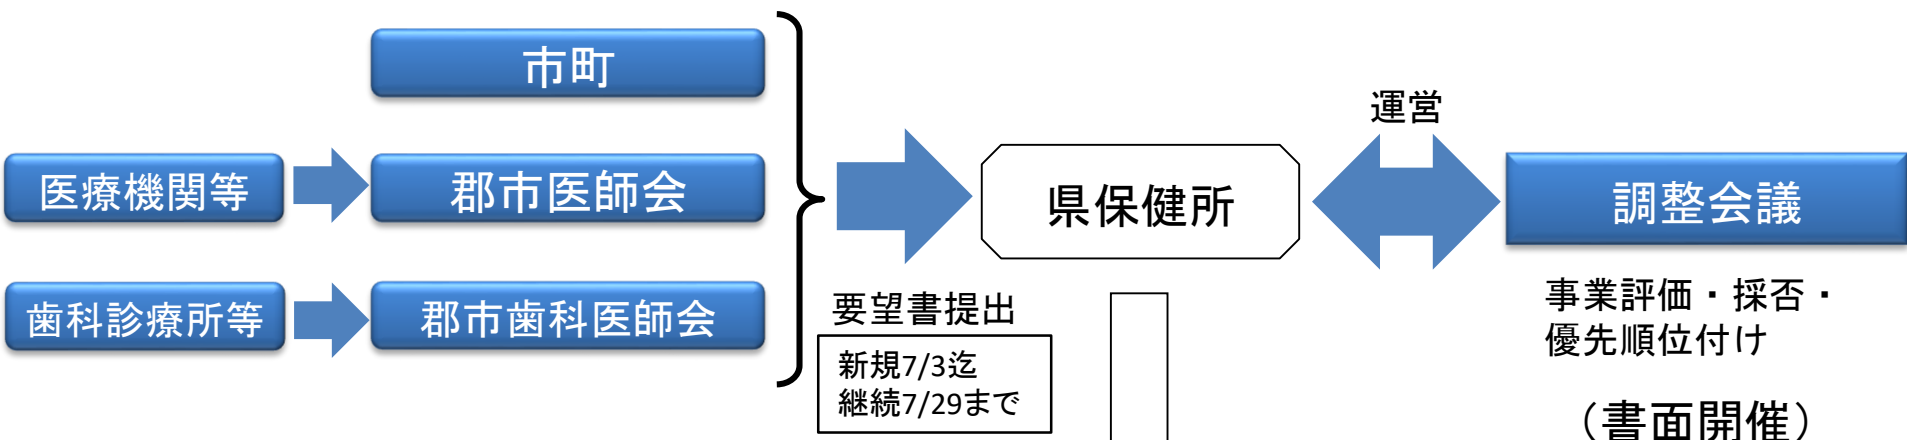 市町
医療機関等
郡市医師会
歯科診療所等
郡市歯科医師会
要望書提出
新規7/3迄
継続7/29まで
県保健所
運営
調整会議
事業評価・採否・
優先順位付け
（書面開催）